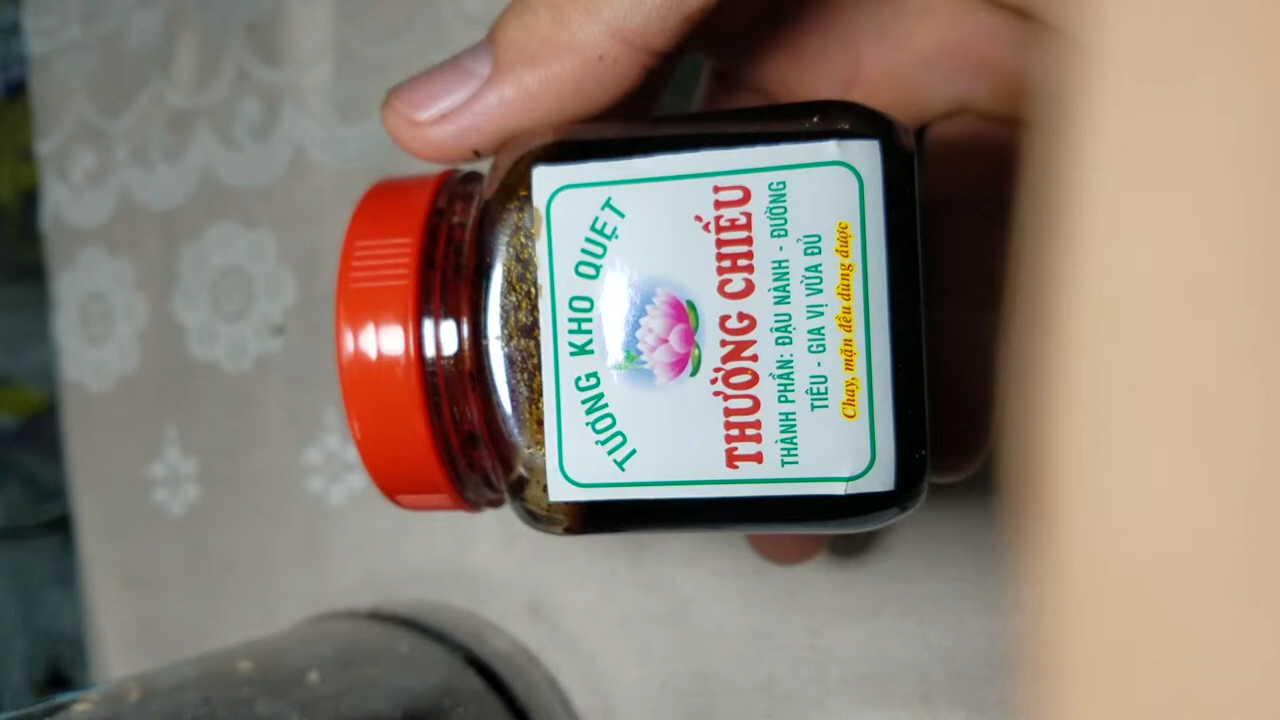 TƯƠNG KHO QUẸT
THƯỜNG CHIẾU
THÀNH PHẦN: ĐẬU NÀNH - ĐƯỜNG
TIÊU - GIA VỊ VỪA ĐỦ
Chay, mặn đều dùng được